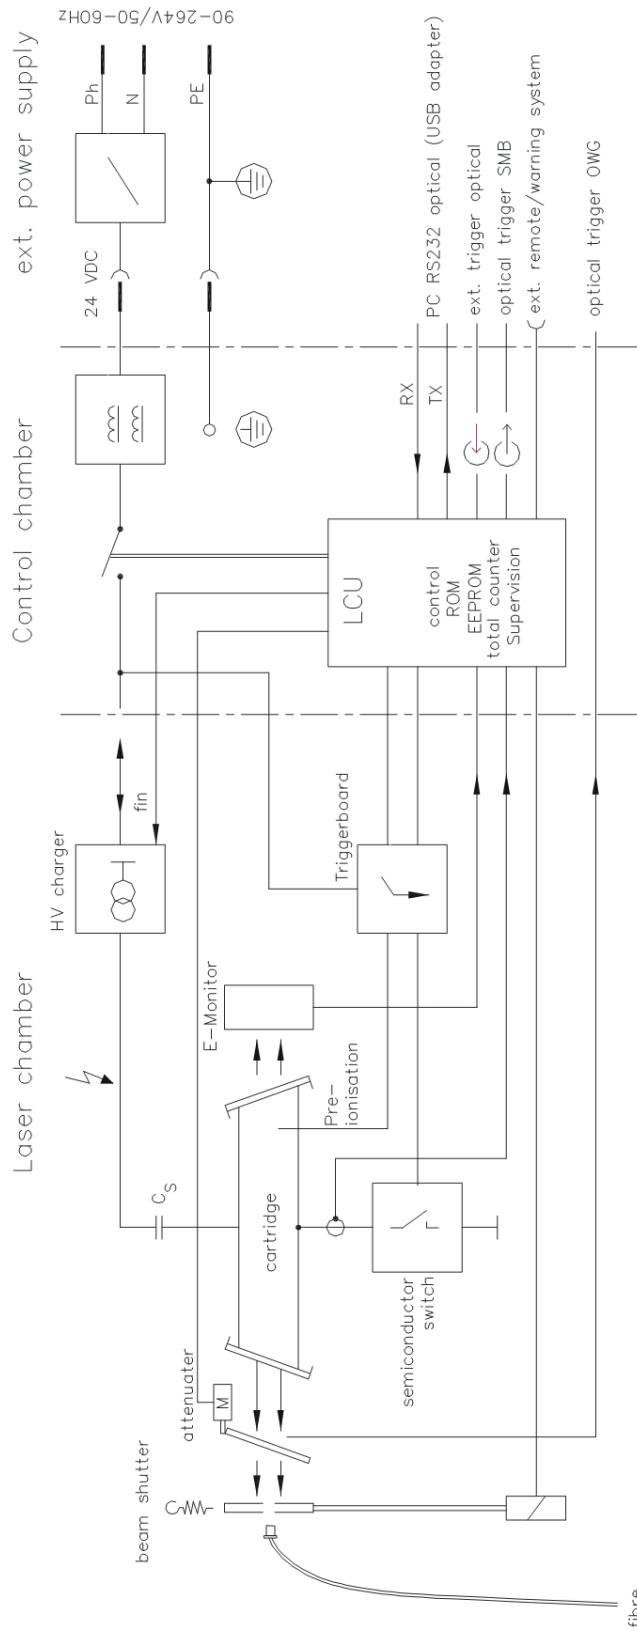 Laser chamber
Control chamber
ext. power supply
90-264V/50-60Hz
Ph
N
PE
24 VDC
HV charger
fin
C
S
beam shutter
attenuater
M
E-Monitor
cartridge
Pre-
ionisation
Triggerboard
semiconductor
switch
LCU
control
ROM
EEPROM
total counter
Supervision
RX
TX
PC RS232 optical (USB adapter)
ext. trigger optical
optical trigger SMB
ext. remote/warning system
optical trigger OWG
fibre